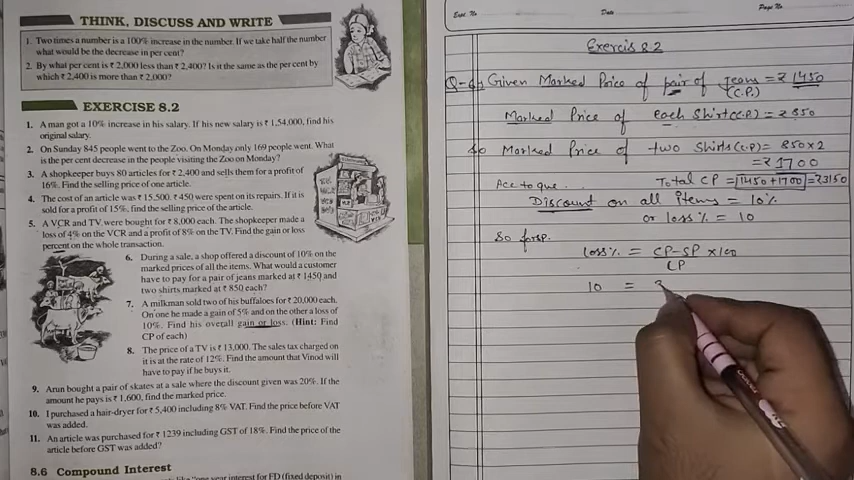 THINK, DISCUSS AND WRITE
1. Two times a number is a 100% increase in the number. If we take half the number
what would be the decrease in per cent?
2. By what per cent is ₹ 2,000 less than ₹ 2,400? Is it the same as the per cent by
which ₹ 2,400 is more than ₹ 2,000?
EXERCISE 8.2
1. A man got a 10% increase in his salary. If his new salary is ₹ 1,54,000, find his
original salary.
2. On Sunday 845 people went to the Zoo. On Monday only 169 people went. What
is the per cent decrease in the people visiting the Zoo on Monday?
3. A shopkeeper buys 80 articles for ₹ 2,400 and sells them for a profit of
16%. Find the selling price of one article.
4. The cost of an article was ₹ 15,500. ₹ 450 were spent on its repairs. If it is
sold for a profit of 15%, find the selling price of the article.
5. A VCR and TV were bought for ₹ 8,000 each. The shopkeeper made a
loss of 4% on the VCR and a profit of 8% on the TV. Find the gain or loss
percent on the whole transaction.
6. During a sale, a shop offered a discount of 10% on the
marked prices of all the items. What would a customer
have to pay for a pair of jeans marked at ₹ 1450 and
two shirts marked at ₹ 850 each?
7. A milkman sold two of his buffaloes for ₹ 20,000 each.
On one he made a gain of 5% and on the other a loss of
10%. Find his overall gain or loss. (Hint: Find
CP of each)
8. The price of a TV is ₹ 13,000. The sales tax charged on
it is at the rate of 12%. Find the amount that Vinod will
have to pay if he buys it.
9. Arun bought a pair of skates at a sale where the discount given was 20%. If the
amount he pays is ₹ 1,600, find the marked price.
10. I purchased a hair-dryer for ₹ 5,400 including 8% VAT. Find the price before VAT
was added.
11. An article was purchased for ₹ 1239 including GST of 18%. Find the price of the
article before GST was added?
8.6 Compound Interest
Expt. No Date Page No
Exercis 8.2
Q-6, Given Marked Price of pair of jeans = ₹ 1450
(C.P.)
Marked Price of each Shirt (C.P.) = ₹ 850
So Marked Price of two Shirts (C.P) = 850 x 2
= ₹ 1700
Acc to que. . Total CP = 1450 + 1700 = ₹ 3150
Discount on all items = 10%
or loss % = 10
So for sp.
loss % = CP - SP x 100
CP
10 = 3